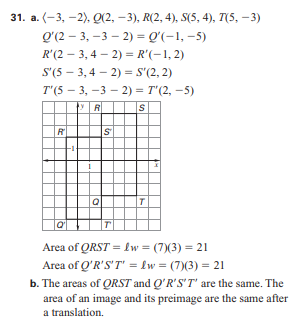 31. a. ⟨−3, −2⟩, Q(2, −3), R(2, 4), S(5, 4), T(5, −3)
Q′(2 − 3, −3 − 2) = Q′(−1, −5)
R′(2 − 3, 4 − 2) = R′(−1, 2)
S′(5 − 3, 4 − 2) = S′(2, 2)
T′(5 − 3, −3 − 2) = T′(2, −5)
y R S
R′ S′
1
1 x
Q T
Q′ T′
Area of QRST = ℓw = (7)(3) = 21
Area of Q′R′S′T′ = ℓw = (7)(3) = 21
b. The areas of QRST and Q′R′S′T′ are the same. The
area of an image and its preimage are the same after
a translation.